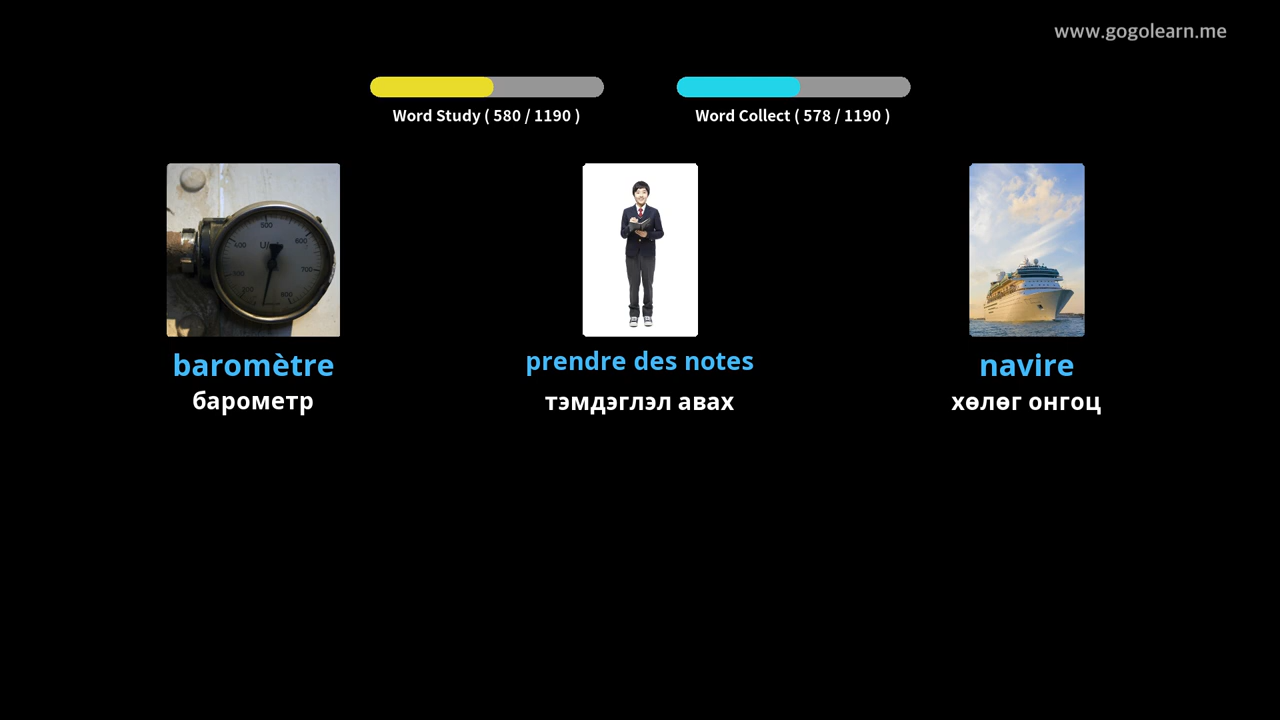 www.gogolearn.me
Word Study ( 580 / 1190 )
Word Collect ( 578 / 1190 )
baromètre
prendre des notes
navire
барометр
тэмдэглэл авах
хөлөг онгоц